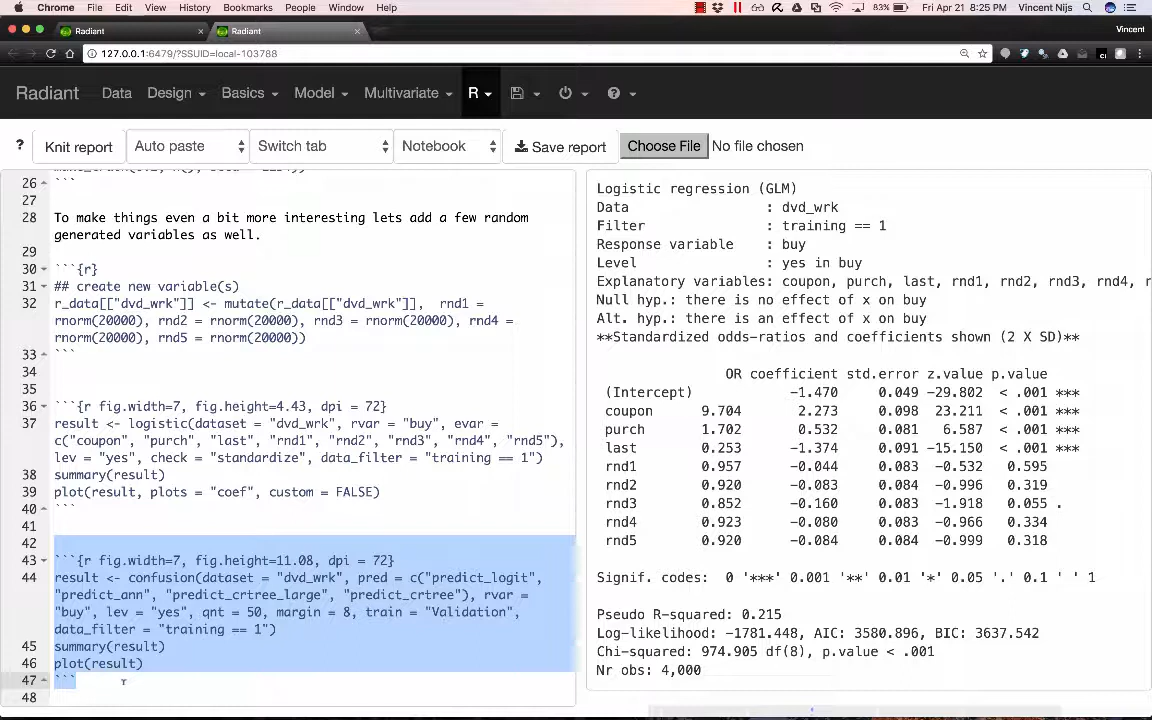 Chrome File Edit View History Bookmarks People Window Help 83% Fri Apr 21 8:25 PM Vincent Nijs
Radiant × Radiant × Vincent
127.0.0.1:6479/?SSUID=local-103788
Radiant Data Design Basics Model Multivariate R
? Knit report Auto paste Switch tab Notebook Save report Choose File No file chosen
26 ```
27
28 To make things even a bit more interesting lets add a few random
generated variables as well.
29
30 ```{r}
31 ## create new variable(s)
32 r_data[["dvd_wrk"]] <- mutate(r_data[["dvd_wrk"]], rnd1 =
rnorm(20000), rnd2 = rnorm(20000), rnd3 = rnorm(20000), rnd4 =
rnorm(20000), rnd5 = rnorm(20000))
33 ```
34
35
36 ```{r fig.width=7, fig.height=4.43, dpi = 72}
37 result <- logistic(dataset = "dvd_wrk", rvar = "buy", evar =
c("coupon", "purch", "last", "rnd1", "rnd2", "rnd3", "rnd4", "rnd5"),
lev = "yes", check = "standardize", data_filter = "training == 1")
38 summary(result)
39 plot(result, plots = "coef", custom = FALSE)
40 ```
41
42
43 ```{r fig.width=7, fig.height=11.08, dpi = 72}
44 result <- confusion(dataset = "dvd_wrk", pred = c("predict_logit",
"predict_ann", "predict_crtree_large", "predict_crtree"), rvar =
"buy", lev = "yes", qnt = 50, margin = 8, train = "Validation",
data_filter = "training == 1")
45 summary(result)
46 plot(result)
47 ```
48
Logistic regression (GLM)
Data : dvd_wrk
Filter : training == 1
Response variable : buy
Level : yes in buy
Explanatory variables: coupon, purch, last, rnd1, rnd2, rnd3, rnd4, r
Null hyp.: there is no effect of x on buy
Alt. hyp.: there is an effect of x on buy
**Standardized odds-ratios and coefficients shown (2 X SD)**
OR coefficient std.error z.value p.value
(Intercept) -1.470 0.049 -29.802 < .001 ***
coupon 9.704 2.273 0.098 23.211 < .001 ***
purch 1.702 0.532 0.081 6.587 < .001 ***
last 0.253 -1.374 0.091 -15.150 < .001 ***
rnd1 0.957 -0.044 0.083 -0.532 0.595
rnd2 0.920 -0.083 0.084 -0.996 0.319
rnd3 0.852 -0.160 0.083 -1.918 0.055 .
rnd4 0.923 -0.080 0.083 -0.966 0.334
rnd5 0.920 -0.084 0.084 -0.999 0.318
Signif. codes: 0 '***' 0.001 '**' 0.01 '*' 0.05 '.' 0.1 ' ' 1
Pseudo R-squared: 0.215
Log-likelihood: -1781.448, AIC: 3580.896, BIC: 3637.542
Chi-squared: 974.905 df(8), p.value < .001
Nr obs: 4,000